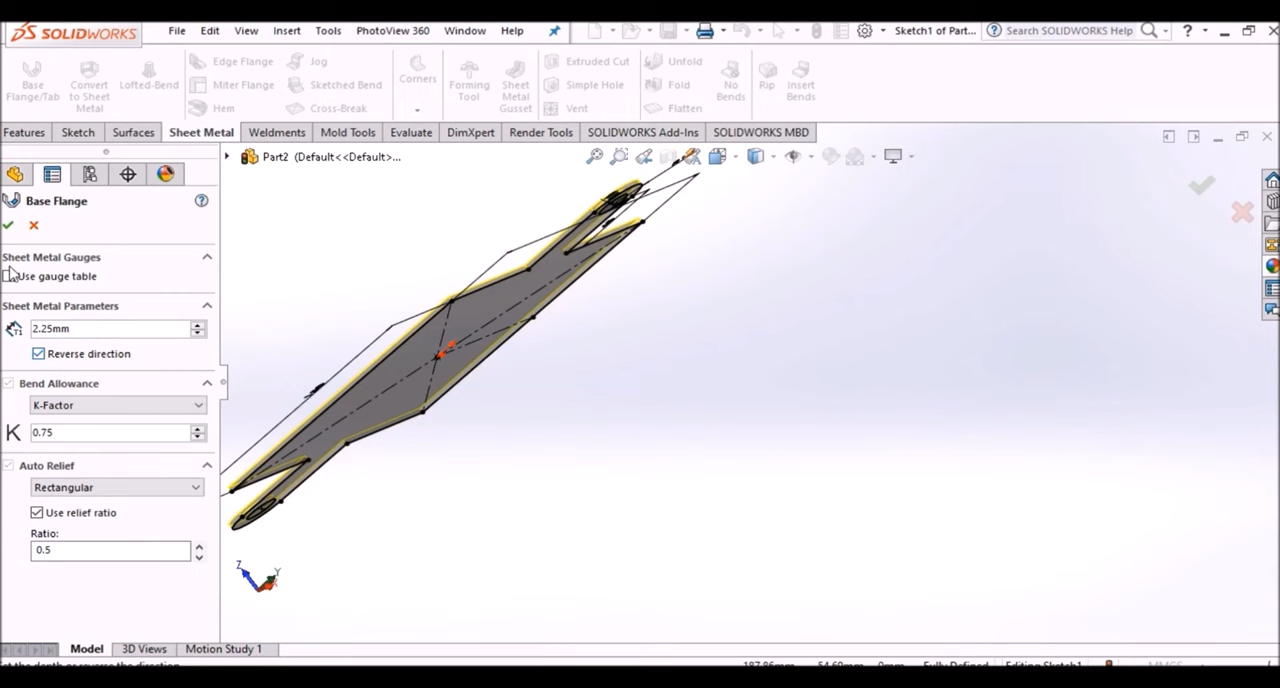 SOLIDWORKS File Edit View Insert Tools PhotoView 360 Window Help Sketch1 of Part... Search SOLIDWORKS Help ?
Edge Flange Jog Extruded Cut Unfold
Base Flange/Tab Convert to Sheet Metal Lofted-Bend Miter Flange Sketched Bend Corners Forming Tool Sheet Metal Gusset Simple Hole Fold No Bends Rip Insert Bends
Hem Cross-Break Vent Flatten
Features Sketch Surfaces Sheet Metal Weldments Mold Tools Evaluate DimXpert Render Tools SOLIDWORKS Add-Ins SOLIDWORKS MBD
Part2 (Default<<Default>...
Base Flange ?
Sheet Metal Gauges
Use gauge table
Sheet Metal Parameters
T1 2.25mm
Reverse direction
Bend Allowance
K-Factor
K 0.75
Auto Relief
Rectangular
Use relief ratio
Ratio:
0.5
Z Y
Model 3D Views Motion Study 1